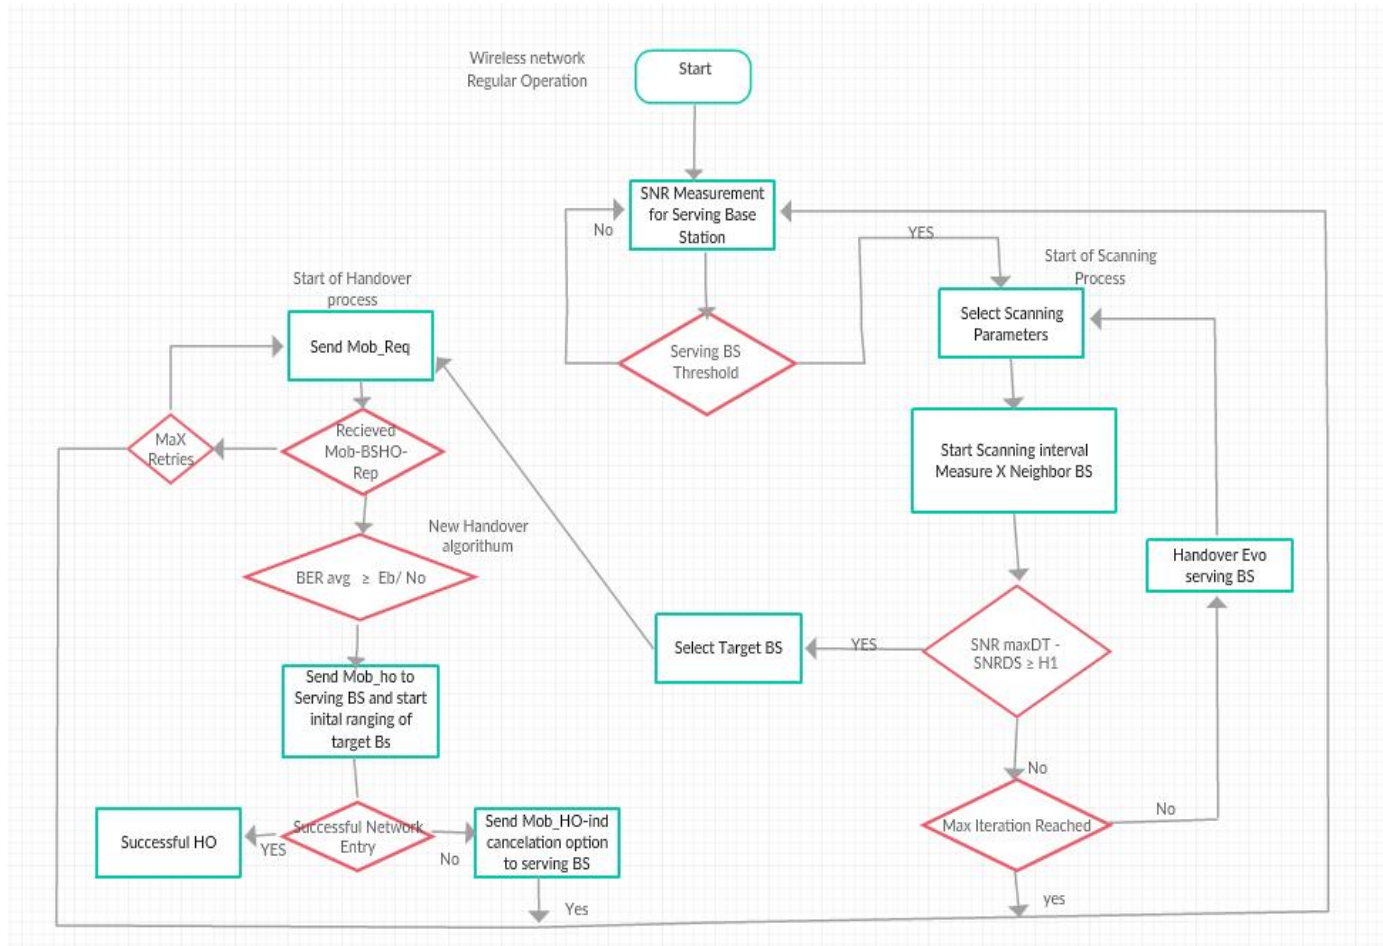 Wireless network
Regular Operation
Start
SNR Measurement
for Serving Base
Station
No
YES
Serving BS
Threshold
Start of Scanning
Process
Select Scanning
Parameters
Start Scanning interval
Measure X Neighbor BS
Handover Evo
serving BS
SNR maxDT -
SNRDS ≥ H1
YES
Select Target BS
No
Max Iteration Reached
No
yes
Start of Handover
process
Send Mob_Req
Recieved
Mob-BSHO-
Rep
MaX
Retries
New Handover
algorithum
BER avg ≥ Eb/ No
Send Mob_ho to
Serving BS and start
inital ranging of
target Bs
Successful Network
Entry
YES
Successful HO
No
Send Mob_HO-ind
cancelation option
to serving BS
Yes